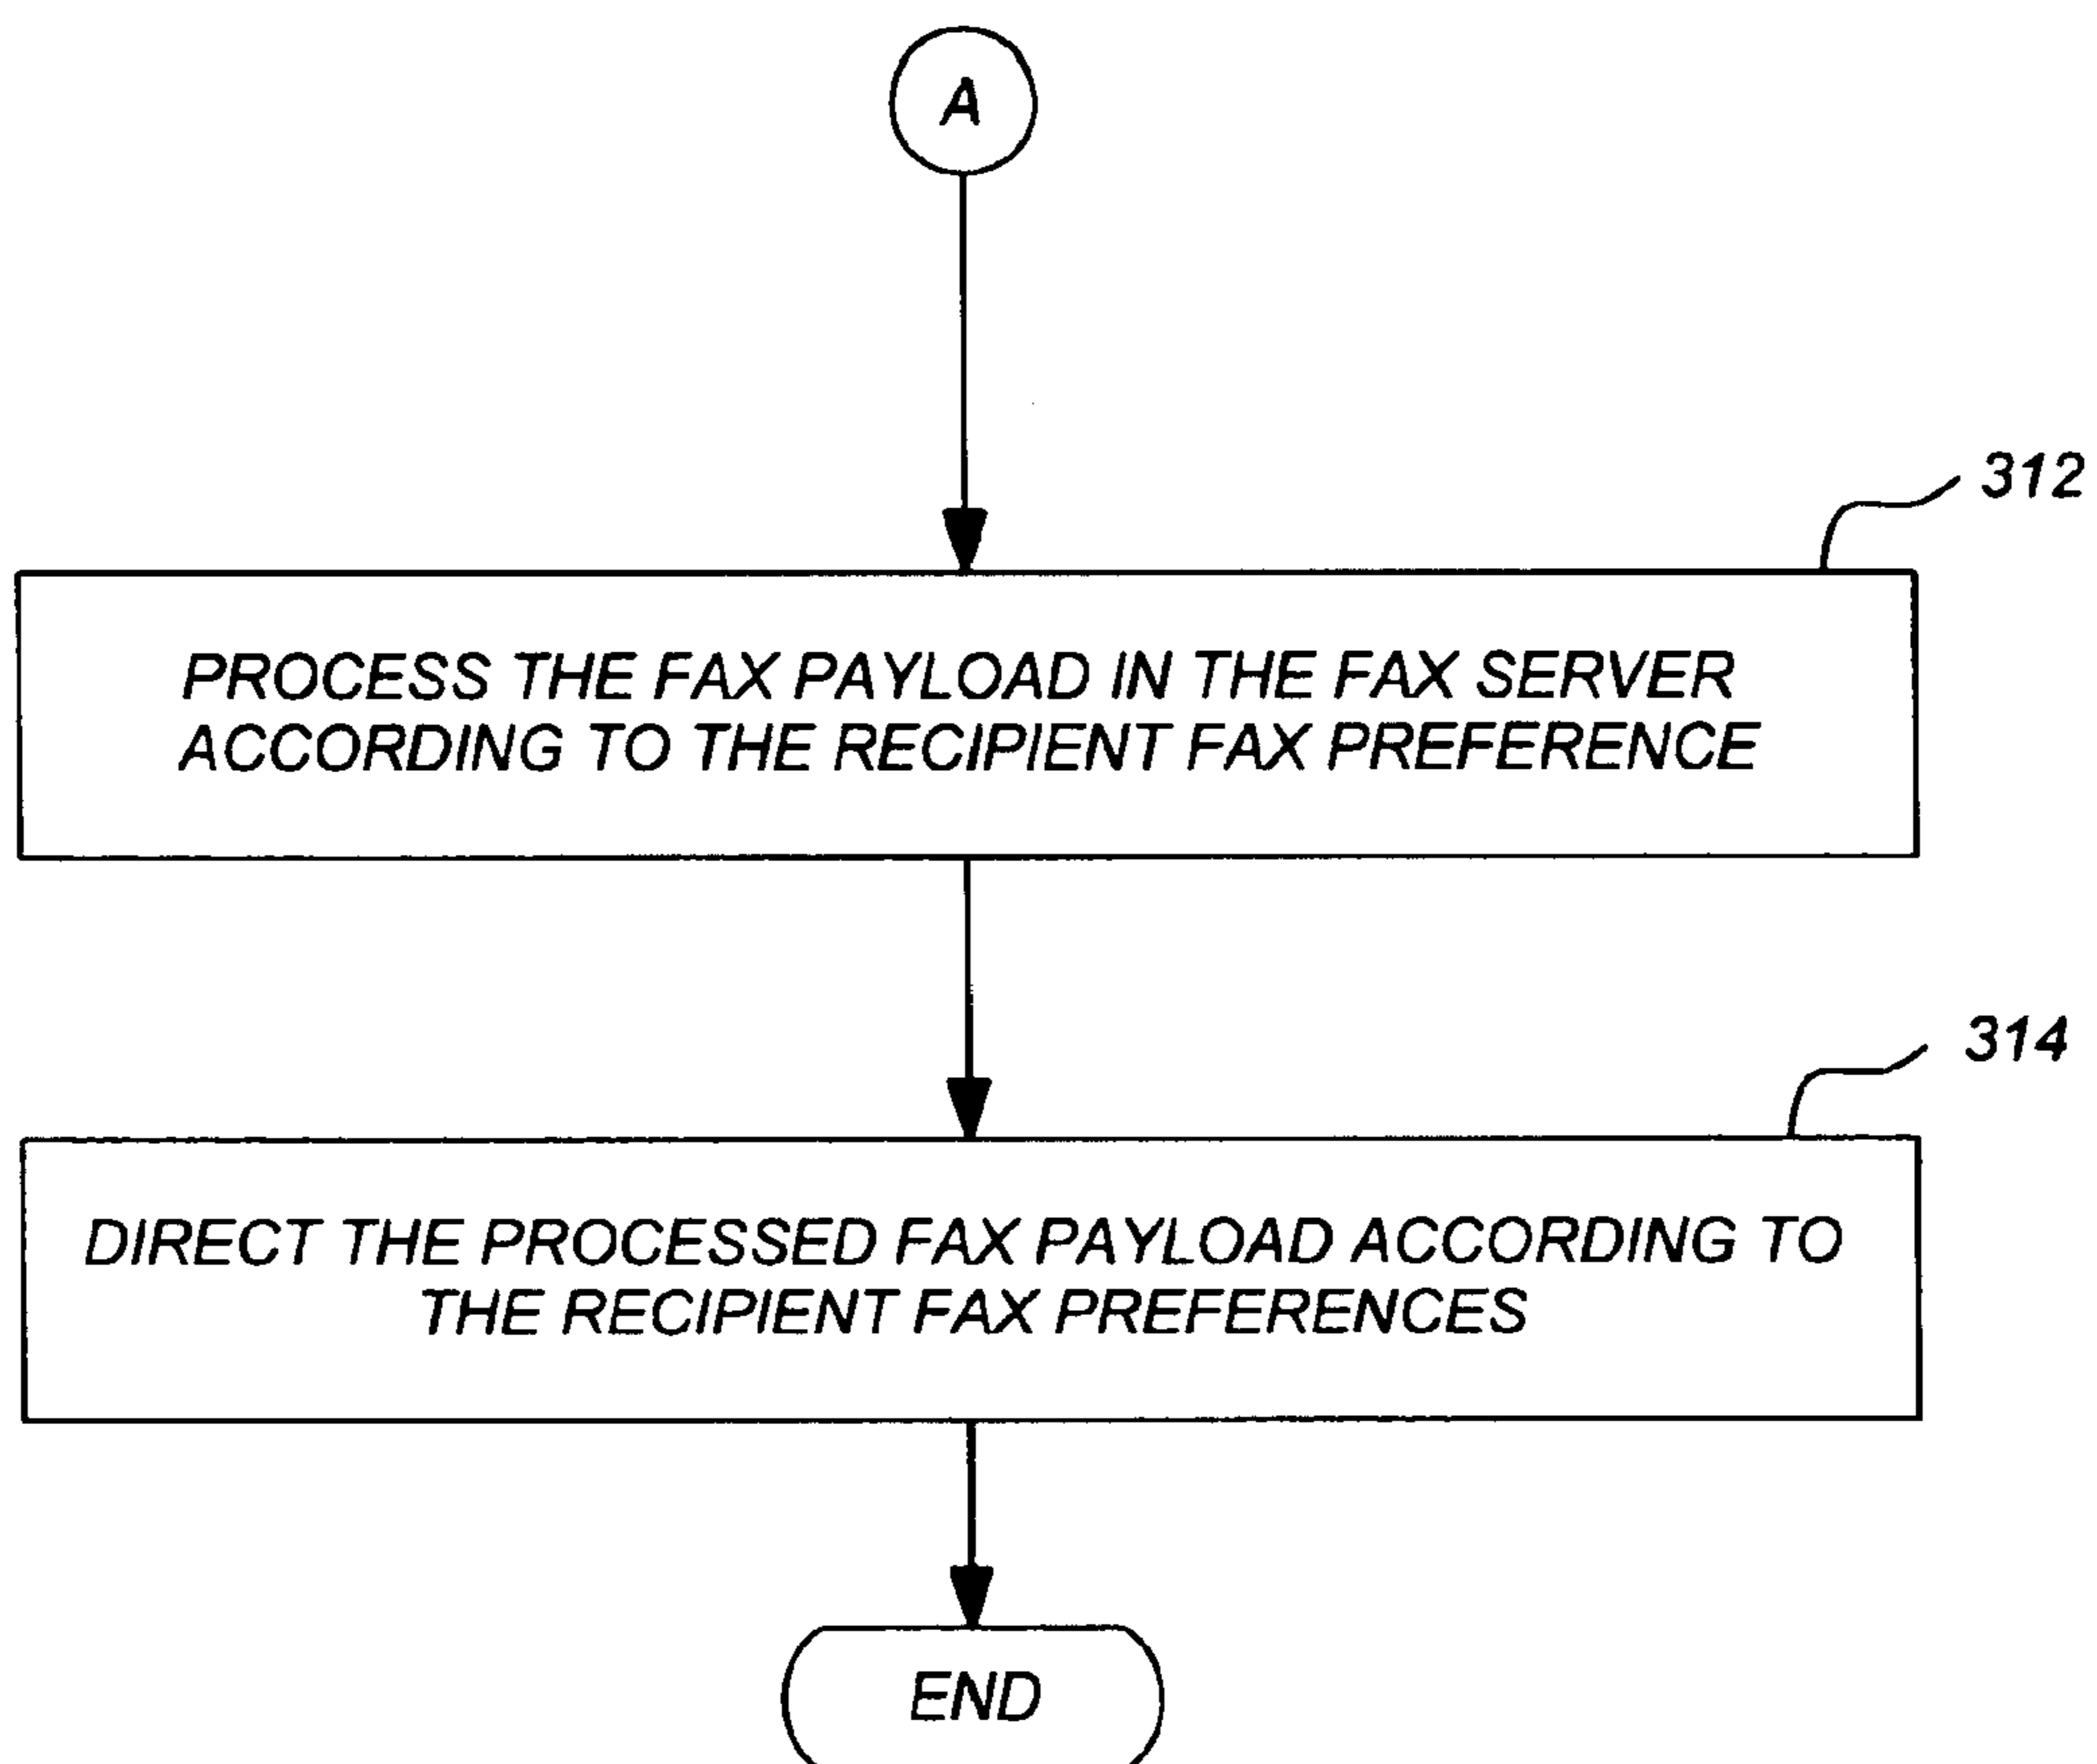 A
312
PROCESS THE FAX PAYLOAD IN THE FAX SERVER
ACCORDING TO THE RECIPIENT FAX PREFERENCE
314
DIRECT THE PROCESSED FAX PAYLOAD ACCORDING TO
THE RECIPIENT FAX PREFERENCES
END